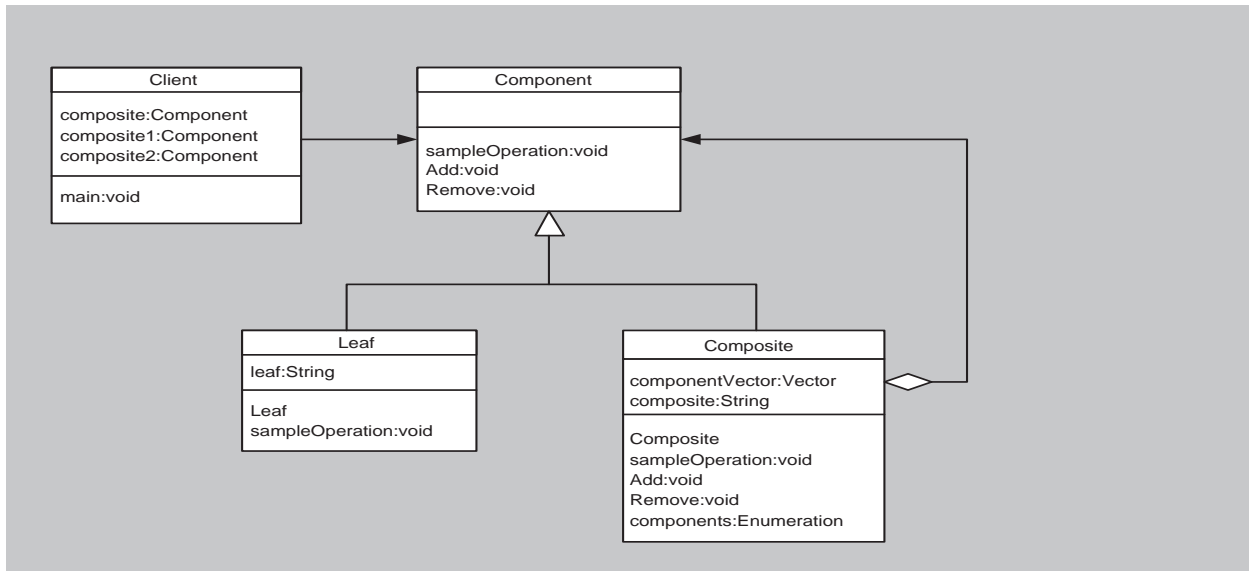 Client
composite:Component
composite1:Component
composite2:Component
main:void
Component
sampleOperation:void
Add:void
Remove:void
Leaf
leaf:String
Leaf
sampleOperation:void
Composite
componentVector:Vector
composite:String
Composite
sampleOperation:void
Add:void
Remove:void
components:Enumeration